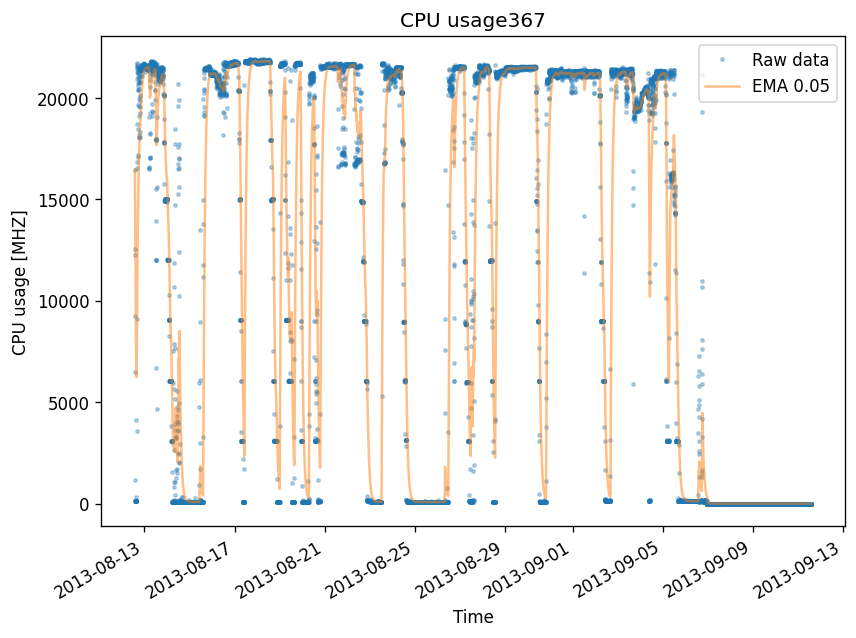 CPU usage367
Raw data
EMA 0.05
CPU usage [MHZ]
20000
15000
10000
5000
0
2013-08-13
2013-08-17
2013-08-21
2013-08-25
2013-08-29
2013-09-01
2013-09-05
2013-09-09
2013-09-13
Time